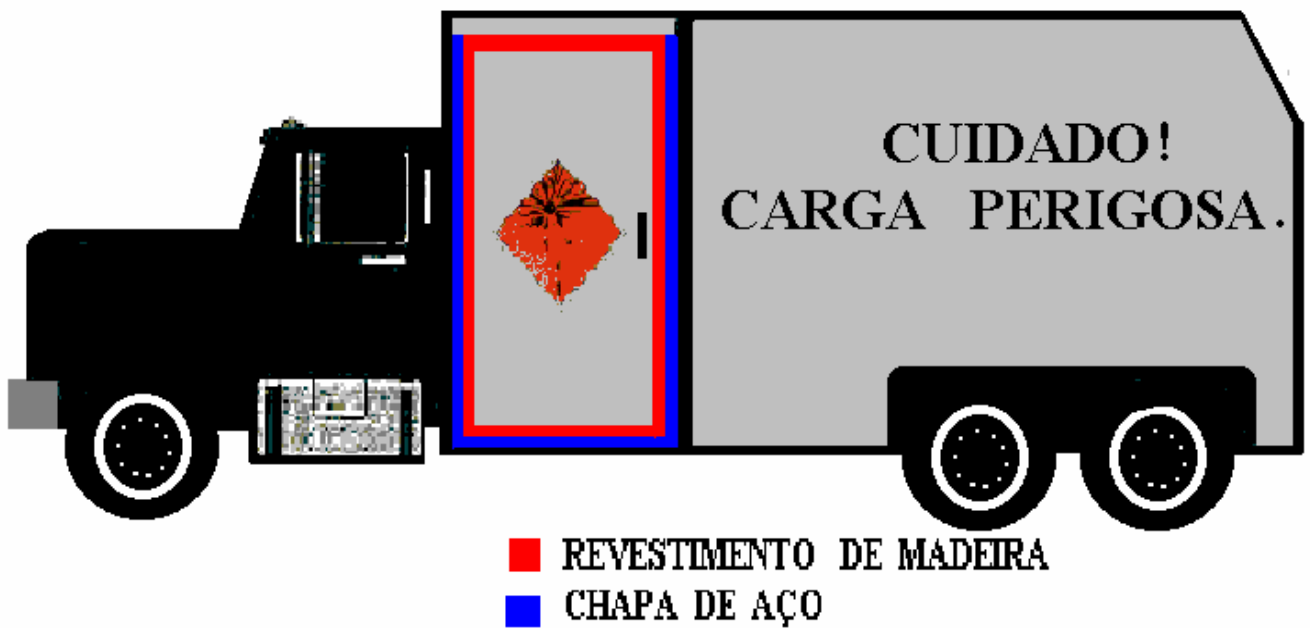 CUIDADO!
CARGA PERIGOSA.
REVESTIMENTO DE MADEIRA
CHAPA DE AÇO